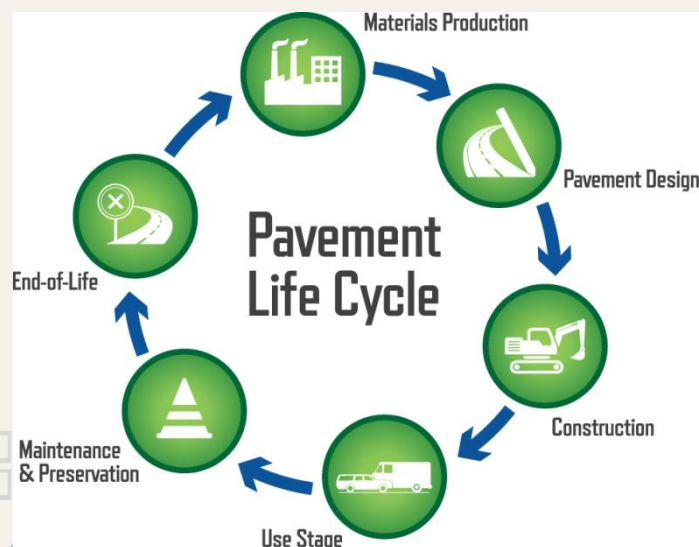 Materials Production
Pavement Design
Pavement
Life Cycle
End-of-Life
Construction
Maintenance
& Preservation
Use Stage